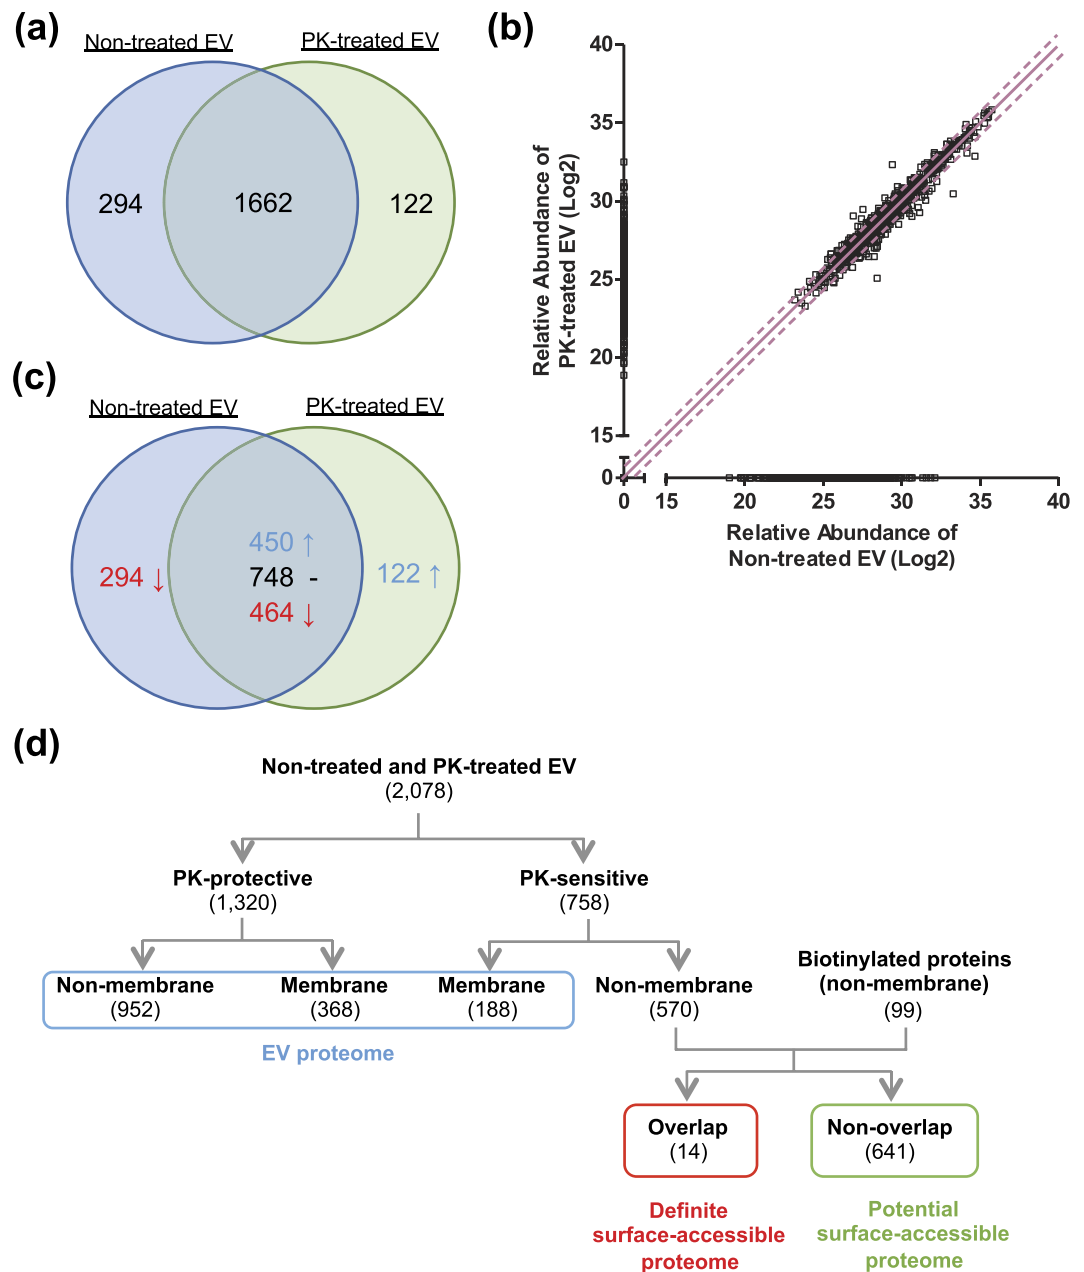 (a)
Non-treated EV
PK-treated EV
294
1662
122
(b)
40
35
30
25
20
15
0
Relative Abundance of
PK-treated EV (Log2)
0
15
20
25
30
35
40
Relative Abundance of
Non-treated EV (Log2)
(c)
Non-treated EV
PK-treated EV
294 ↓
450 ↑
748 -
464 ↓
122 ↑
(d)
Non-treated and PK-treated EV
(2,078)
PK-protective
(1,320)
PK-sensitive
(758)
Non-membrane
(952)
Membrane
(368)
Membrane
(188)
Non-membrane
(570)
Biotinylated proteins
(non-membrane)
(99)
EV proteome
Overlap
(14)
Non-overlap
(641)
Definite
surface-accessible
proteome
Potential
surface-accessible
proteome